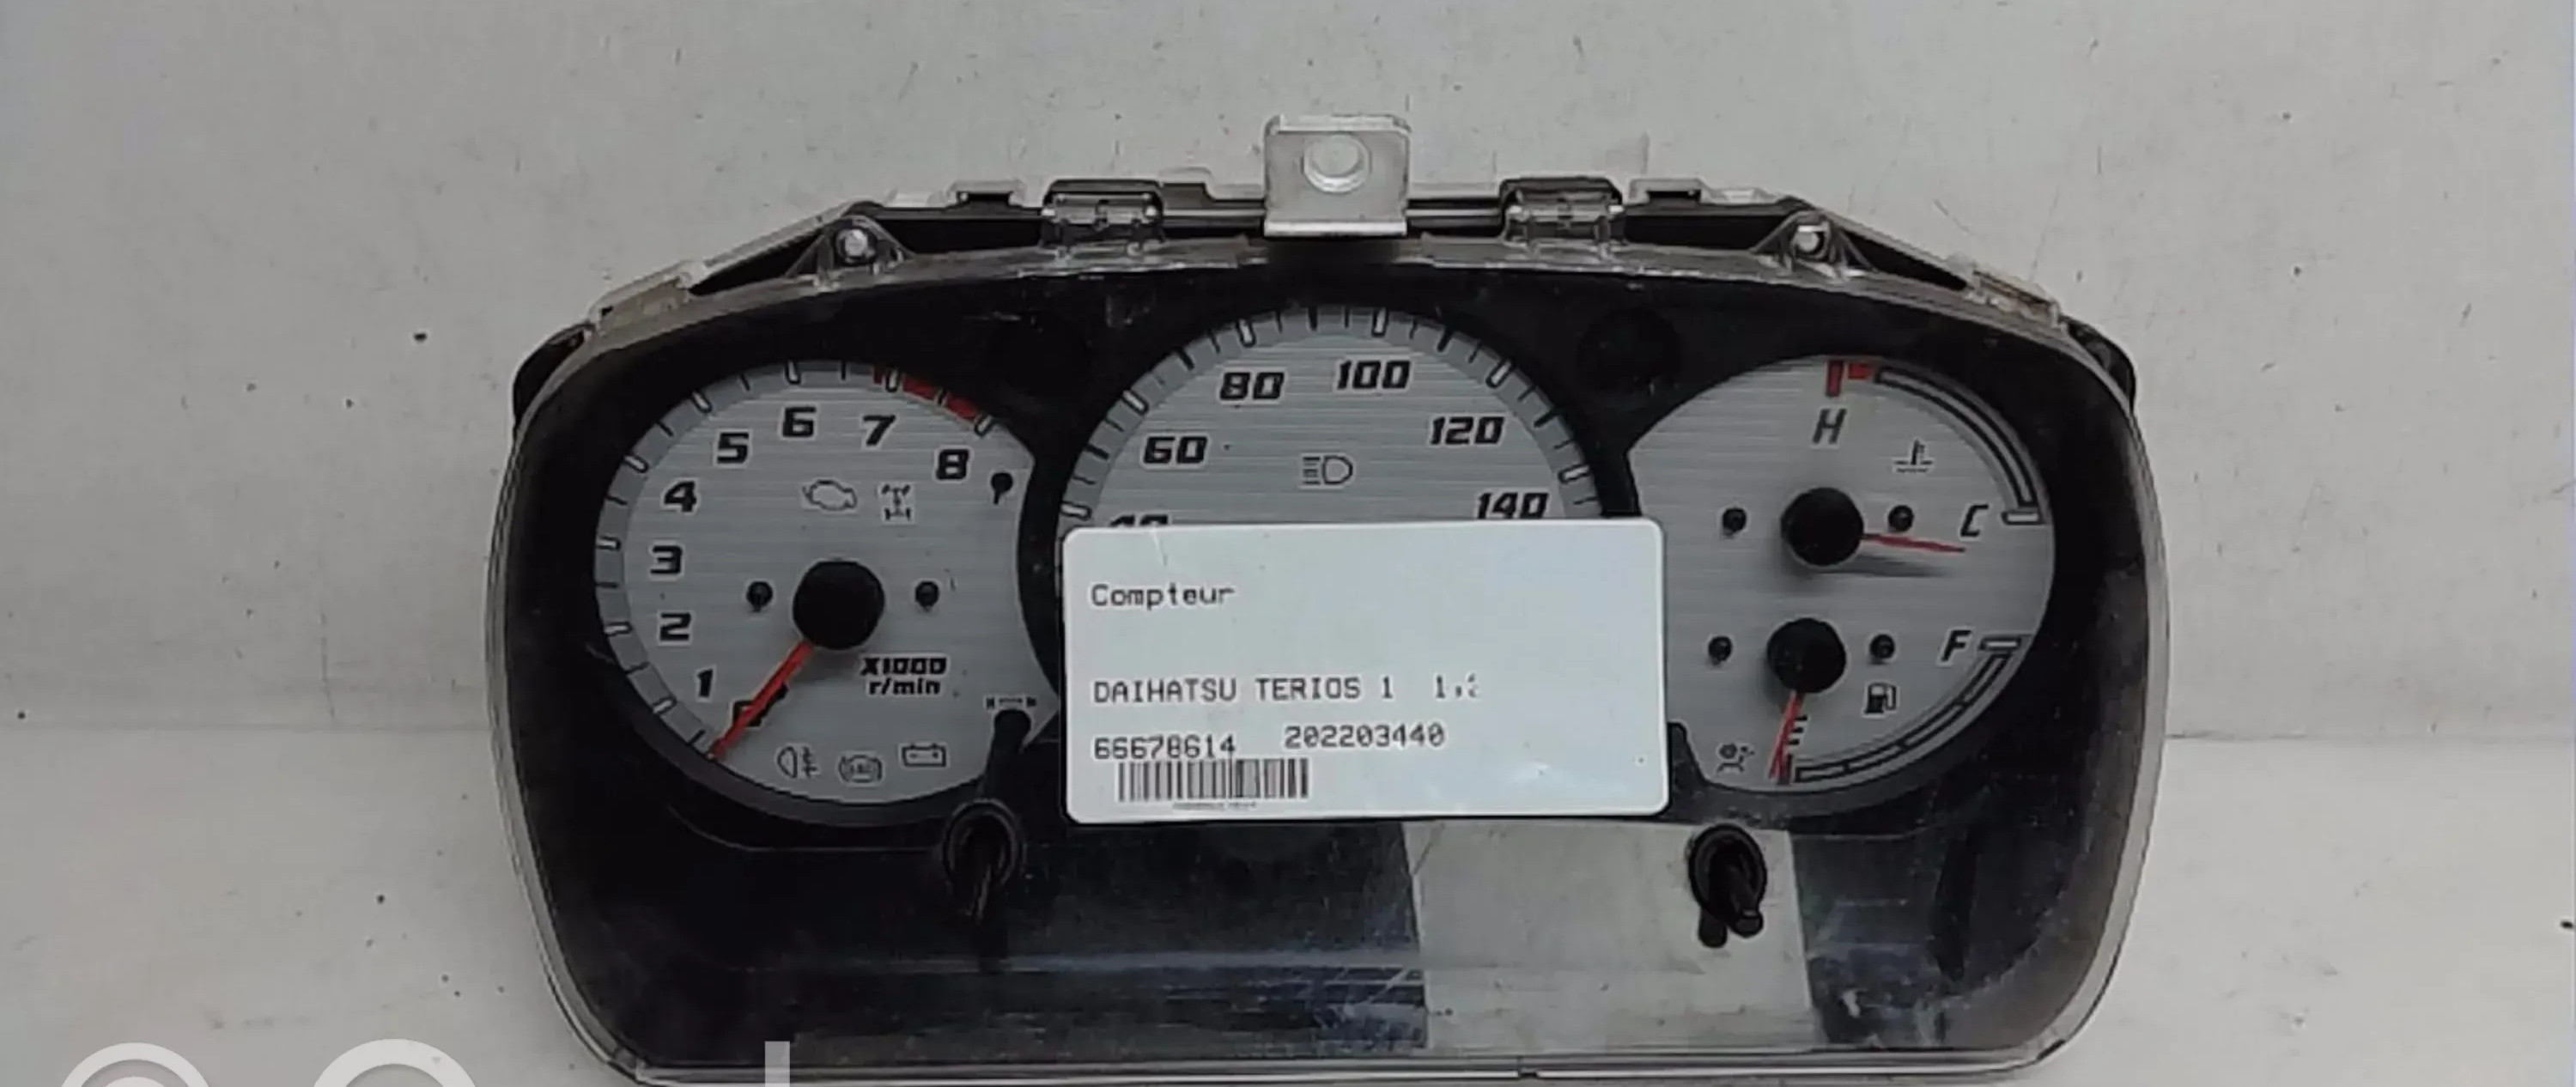 80 100
60 120
140
5 6 7 8
4
3
2
1
0
X1000
r/min
H
C
F
E
Compteur
DAIHATSU TERIOS 1
66678614 202203440